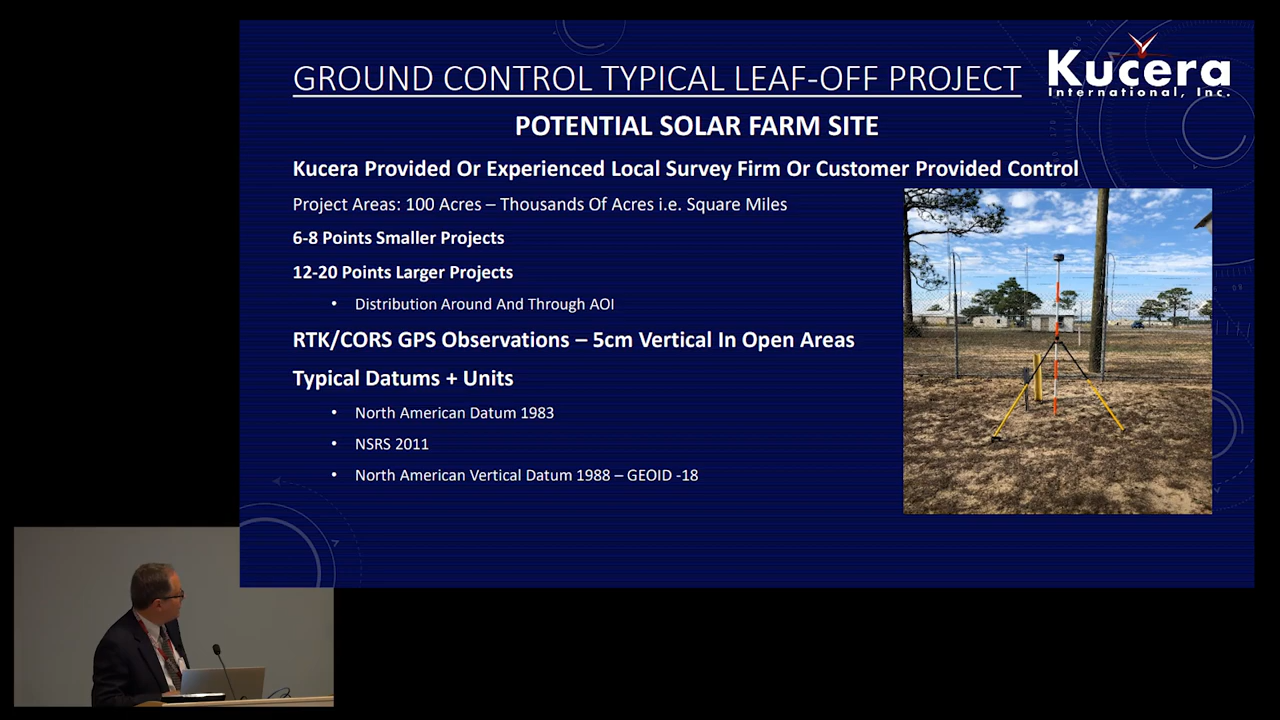 GROUND CONTROL TYPICAL LEAF-OFF PROJECT
Kucera
International, Inc.
POTENTIAL SOLAR FARM SITE
Kucera Provided Or Experienced Local Survey Firm Or Customer Provided Control
Project Areas: 100 Acres – Thousands Of Acres i.e. Square Miles
6-8 Points Smaller Projects
12-20 Points Larger Projects
• Distribution Around And Through AOI
RTK/CORS GPS Observations – 5cm Vertical In Open Areas
Typical Datums + Units
• North American Datum 1983
• NSRS 2011
• North American Vertical Datum 1988 – GEOID -18